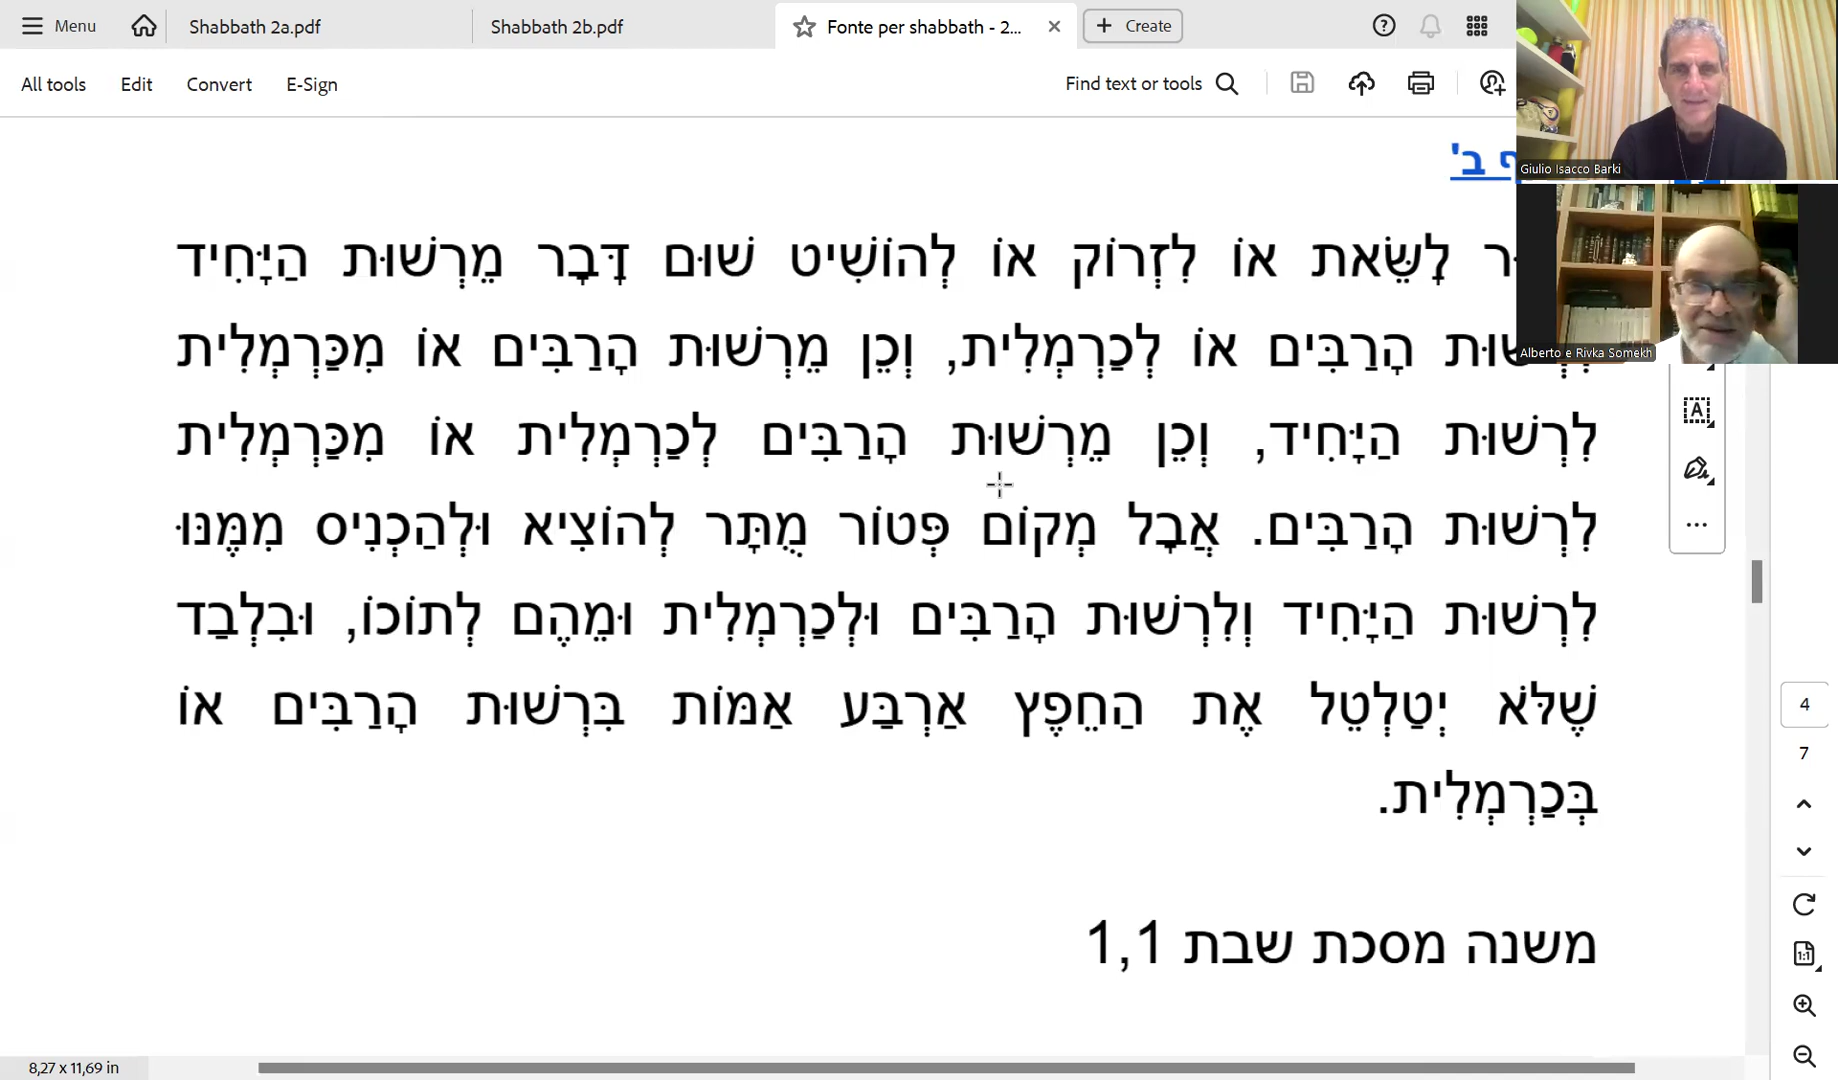 Menu
Shabbath 2a.pdf
Shabbath 2b.pdf
Fonte per shabbath - 2...
Create
All tools
Edit
Convert
E-Sign
Find text or tools
Giulio Isacco Barki
Alberto e Rivka Somekh
ב'
לָשֵּׂאת אוֹ לִזְרוֹק אוֹ לְהוֹשִׁיט שׁוּם דָּבָר מֵרְשׁוּת הַיָּחִיד
הָרַבִּים אוֹ לְכַרְמְלִית, וְכֵן מֵרְשׁוּת הָרַבִּים אוֹ מִכַּרְמְלִית
לִרְשׁוּת הַיָּחִיד, וְכֵן מֵרְשׁוּת הָרַבִּים לְכַרְמְלִית אוֹ מִכַּרְמְלִית
לִרְשׁוּת הָרַבִּים. אֲבָל מְקוֹם פְּטוֹר מֻתָּר לְהוֹצִיא וּלְהַכְנִיס מִמֶּנּוּ
לִרְשׁוּת הַיָּחִיד וְלִרְשׁוּת הָרַבִּים וּלְכַרְמְלִית וּמֵהֶם לְתוֹכוֹ, וּבִלְבַד
שֶׁלֹּא יְטַלְטֵל אֶת הַחֵפֶץ אַרְבַּע אַמּוֹת בִּרְשׁוּת הָרַבִּים אוֹ
בְּכַרְמְלִית.
משנה מסכת שבת 1,1
4
7
8,27 x 11,69 in